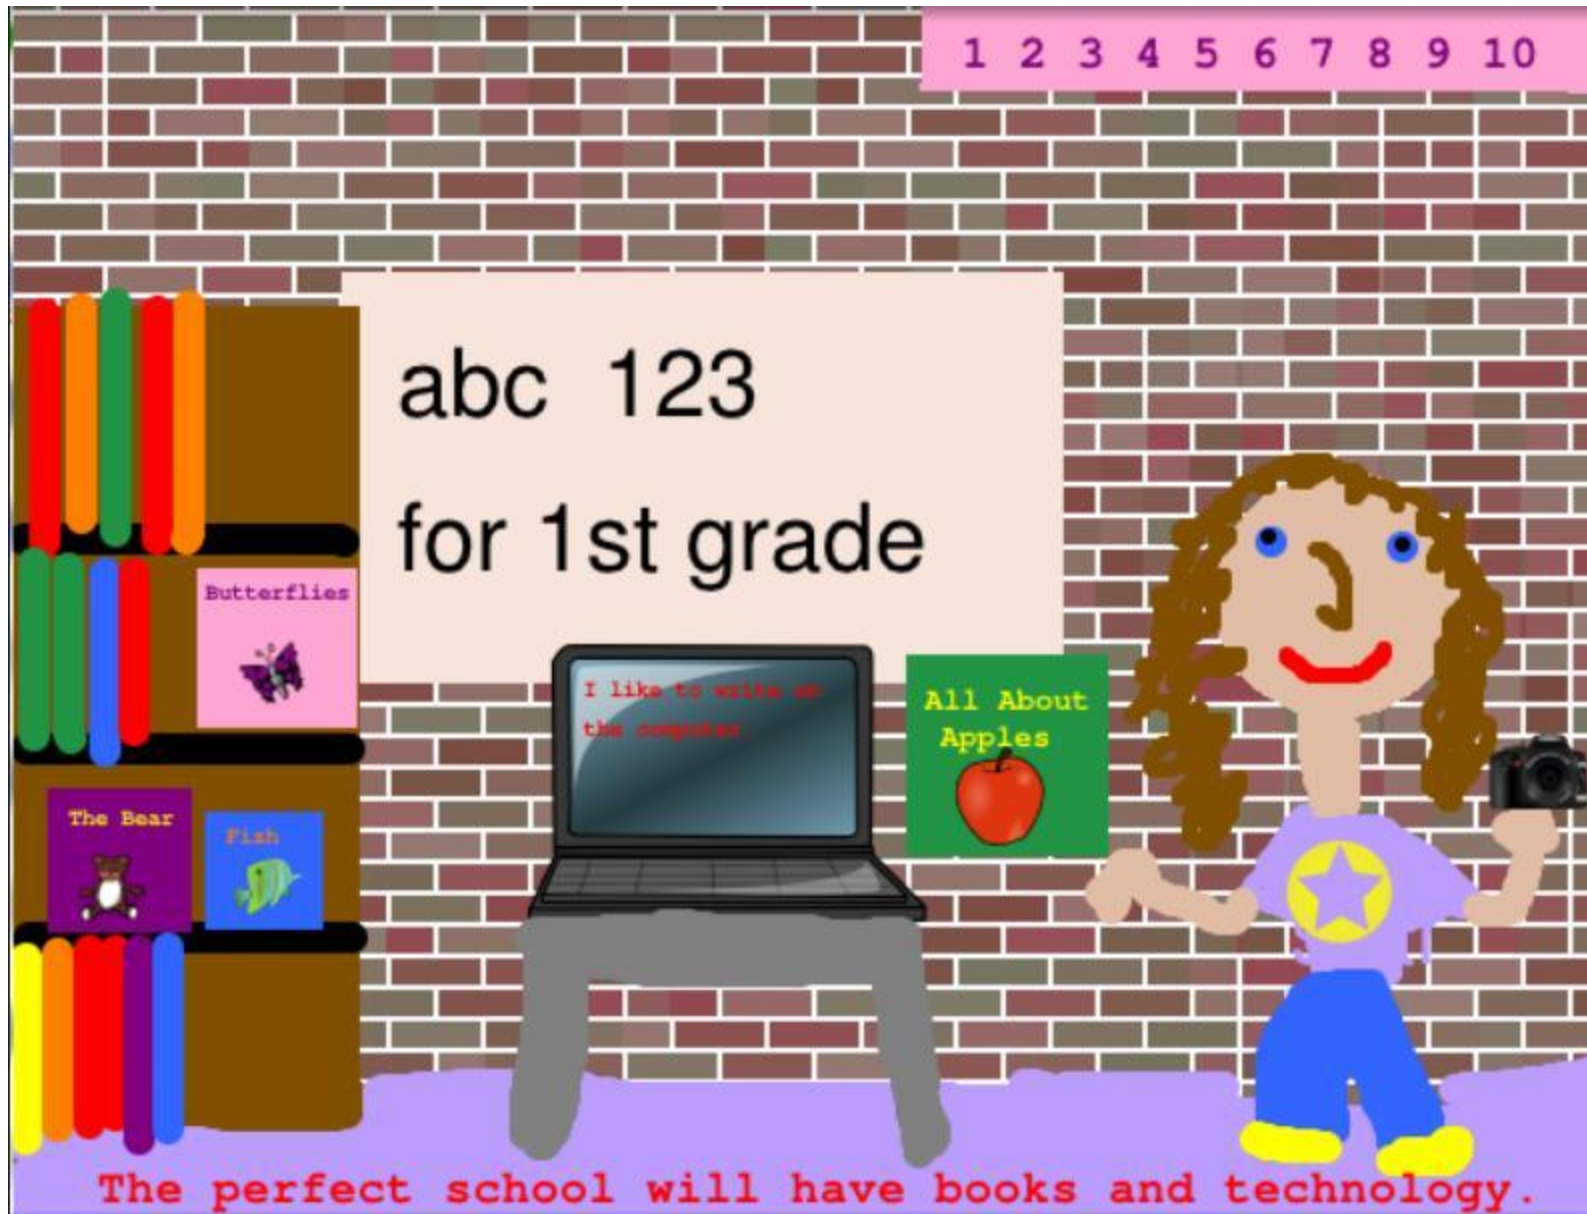 1 2 3 4 5 6 7 8 9 10
abc 123
for 1st grade
Butterflies
I like to write on
the computer.
All About
Apples
The Bear
Fish
The perfect school will have books and technology.